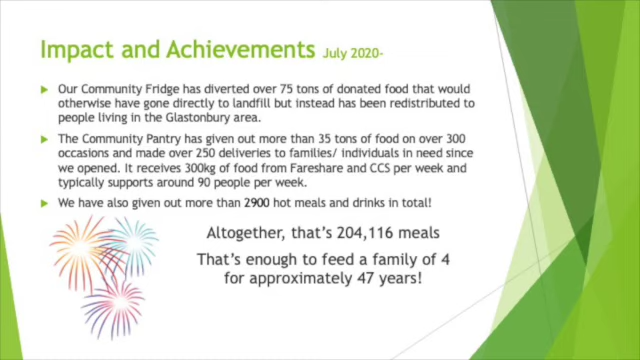 Impact and Achievements July 2020-
Our Community Fridge has diverted over 75 tons of donated food that would
otherwise have gone directly to landfill but instead has been redistributed to
people living in the Glastonbury area.
The Community Pantry has given out more than 35 tons of food on over 300
occasions and made over 250 deliveries to families/ individuals in need since
we opened. It receives 300kg of food from Fareshare and CCS per week and
typically supports around 90 people per week.
We have also given out more than 2900 hot meals and drinks in total!
Altogether, that's 204,116 meals
That's enough to feed a family of 4
for approximately 47 years!